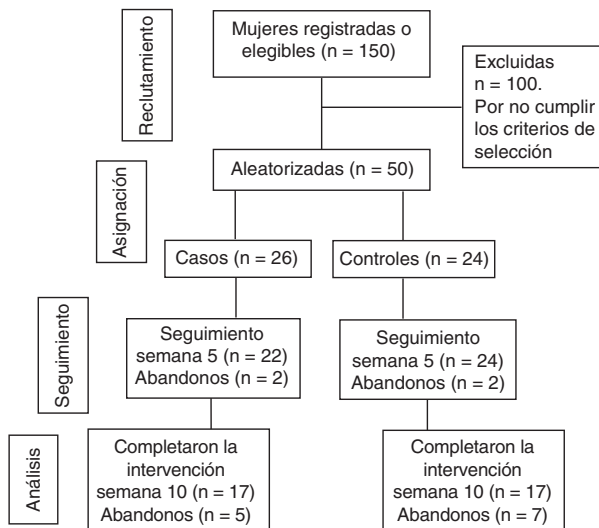 Reclutamiento
Mujeres registradas o
elegibles (n = 150)
Excluidas
n = 100.
Por no cumplir
los criterios de
selección
Asignación
Aleatorizadas (n = 50)
Casos (n = 26)
Controles (n = 24)
Seguimiento
Seguimiento
semana 5 (n = 22)
Abandonos (n = 2)
Seguimiento
semana 5 (n = 24)
Abandonos (n = 2)
Análisis
Completaron la
intervención
semana 10 (n = 17)
Abandonos (n = 5)
Completaron la
intervención
semana 10 (n = 17)
Abandonos (n = 7)